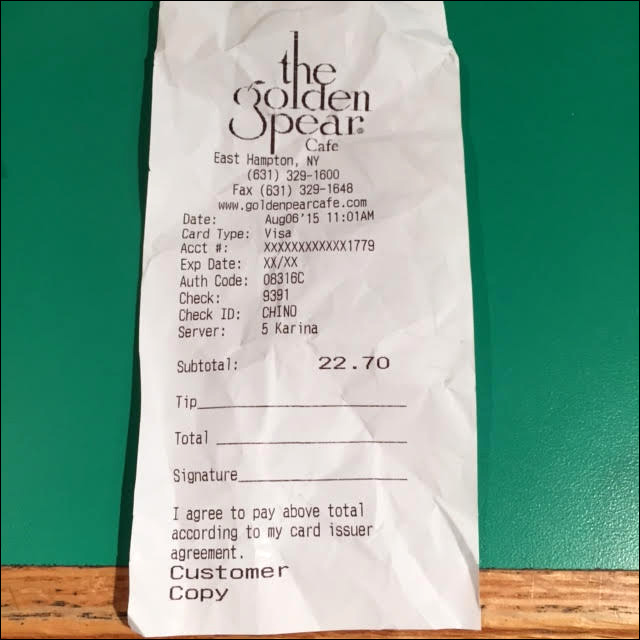 the
golden
pear®
Cafe
East Hampton, NY
(631) 329-1600
Fax (631) 329-1648
www.goldenpearcafe.com
Date: Aug06'15 11:01AM
Card Type: Visa
Acct #: XXXXXXXXXXXX1779
Exp Date: XX/XX
Auth Code: 08316C
Check: 9391
Check ID: CHINO
Server: 5 Karina
Subtotal: 22.70
Tip
Total
Signature
I agree to pay above total
according to my card issuer
agreement.
Customer
Copy